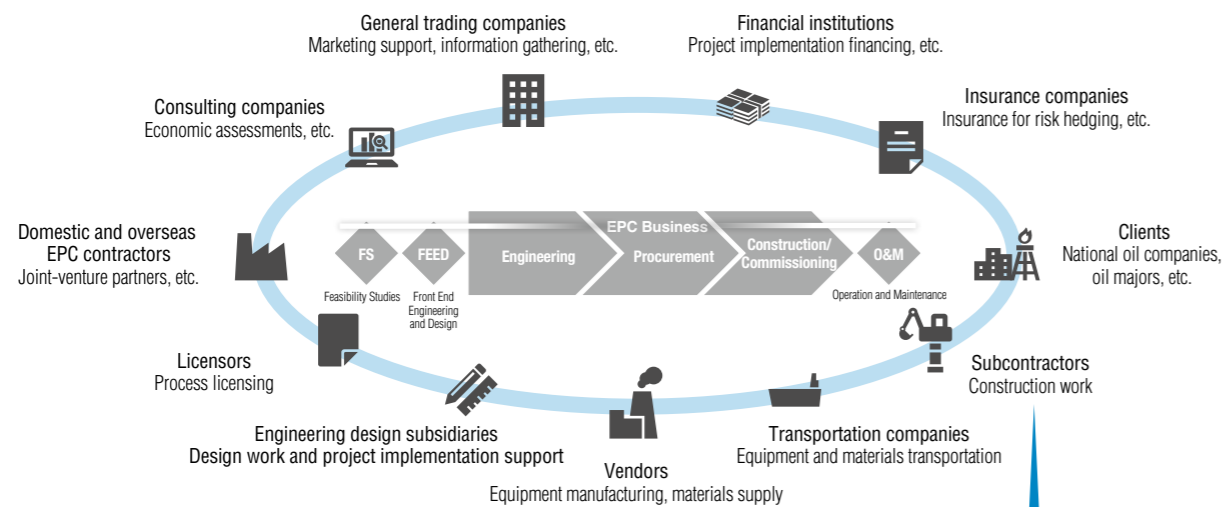 General trading companies
Marketing support, information gathering, etc.
Financial institutions
Project implementation financing, etc.
Consulting companies
Economic assessments, etc.
Insurance companies
Insurance for risk hedging, etc.
Domestic and overseas
EPC contractors
Joint-venture partners, etc.
Clients
National oil companies,
oil majors, etc.
EPC Business
FS
FEED
Engineering
Procurement
Construction/
Commissioning
O&M
Feasibility Studies
Front End
Engineering
and Design
Operation and Maintenance
Licensors
Process licensing
Subcontractors
Construction work
Engineering design subsidiaries
Design work and project implementation support
Vendors
Equipment manufacturing, materials supply
Transportation companies
Equipment and materials transportation